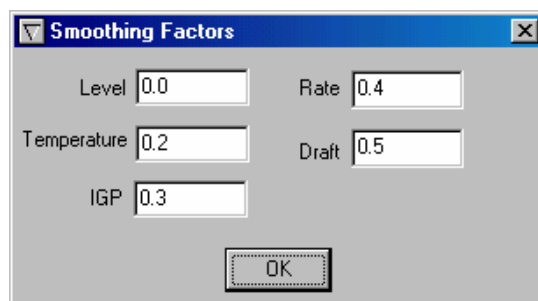 Smoothing Factors
Level 0.0 Rate 0.4
Temperature 0.2 Draft 0.5
IGP 0.3
OK